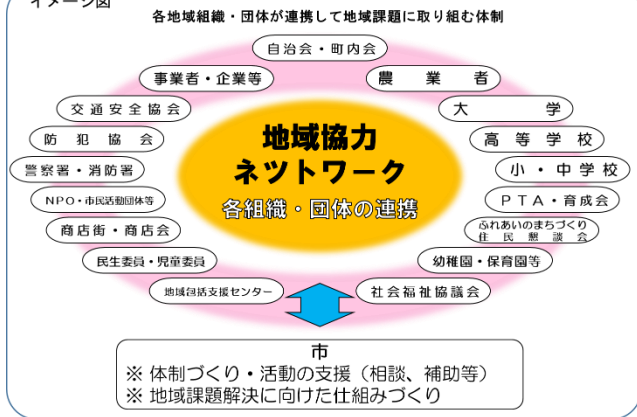 イメージ図
各地域組織・団体が連携して地域課題に取り組む体制
自治会・町内会
事業者・企業等
農業者
交通安全協会
大学
防犯協会
高等学校
警察署・消防署
小・中学校
NPO・市民活動団体等
PTA・育成会
商店街・商店会
ふれあいのまちづくり
住民懇談会
民生委員・児童委員
幼稚園・保育園等
地域包括支援センター
社会福祉協議会
地域協力
ネットワーク
各組織・団体の連携
市
※ 体制づくり・活動の支援（相談、補助等）
※ 地域課題解決に向けた仕組みづくり